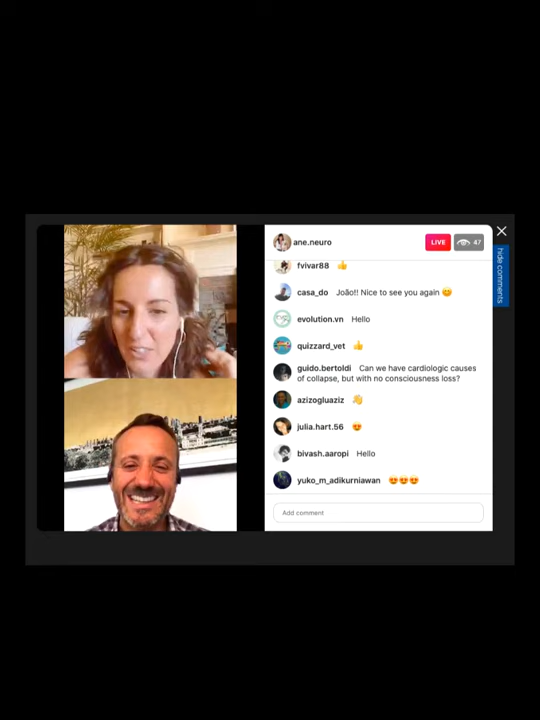 ane.neuro LIVE 47
hide comments
fvivar88 👍
casa_do João!! Nice to see you again 😊
evolution.vn Hello
quizzard_vet 👍
guido.bertoldi Can we have cardiologic causes
of collapse, but with no consciousness loss?
azizogluaziz 👋
julia.hart.56 😍
bivash.aaropi Hello
yuko_m_adikurniawan 😍😍😍
Add comment